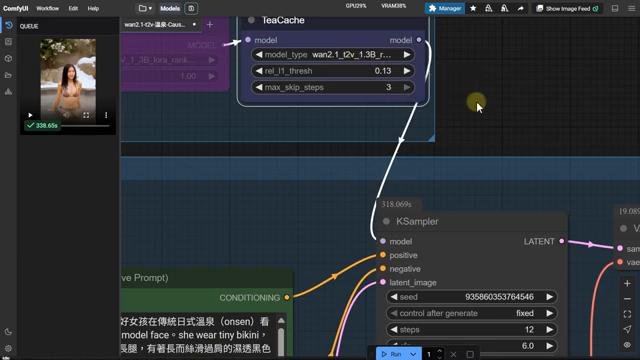 ComfyUI Workflow Edit Help Models GPU29% VRAM38% Manager Show Image Feed
QUEUE
wan2.1-t2v-溫泉-Caus...
338.65s
MODEL
1.00
TeaCache
model model
model_type wan2.1_t2v_1.3B_r...
rel_l1_thresh 0.13
max_skip_steps 3
318.069s
KSampler
model LATENT
positive
negative
latent_image
seed 935860353764546
control after generate fixed
steps 12
6.0
19.089
vae
ve Prompt)
CONDITIONING
好女孩在傳統日式溫泉（onsen）看
model face。she wear tiny bikini，
長腿，有著長而絲滑過肩的濕透黑色
Run 1